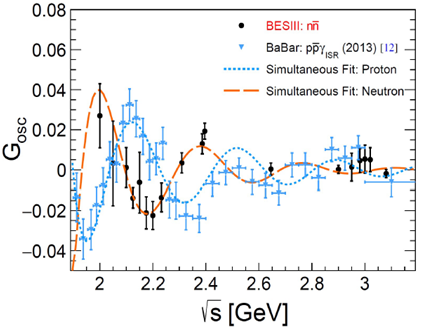 0.08
0.06
0.04
0.02
0
−0.02
−0.04
G_osc
BESIII: nn̅
BaBar: pp̅γ_ISR (2013) [12]
Simultaneous Fit: Proton
Simultaneous Fit: Neutron
2 2.2 2.4 2.6 2.8 3
√s [GeV]